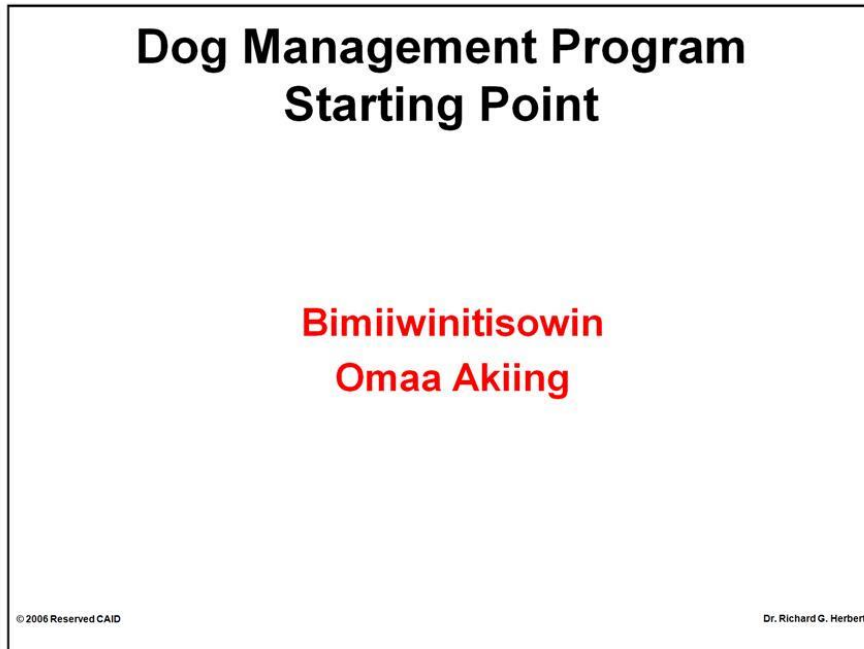 Dog Management Program
Starting Point
Bimiiwinitisowin
Omaa Akiing
© 2006 Reserved CAID
Dr. Richard G. Herbert